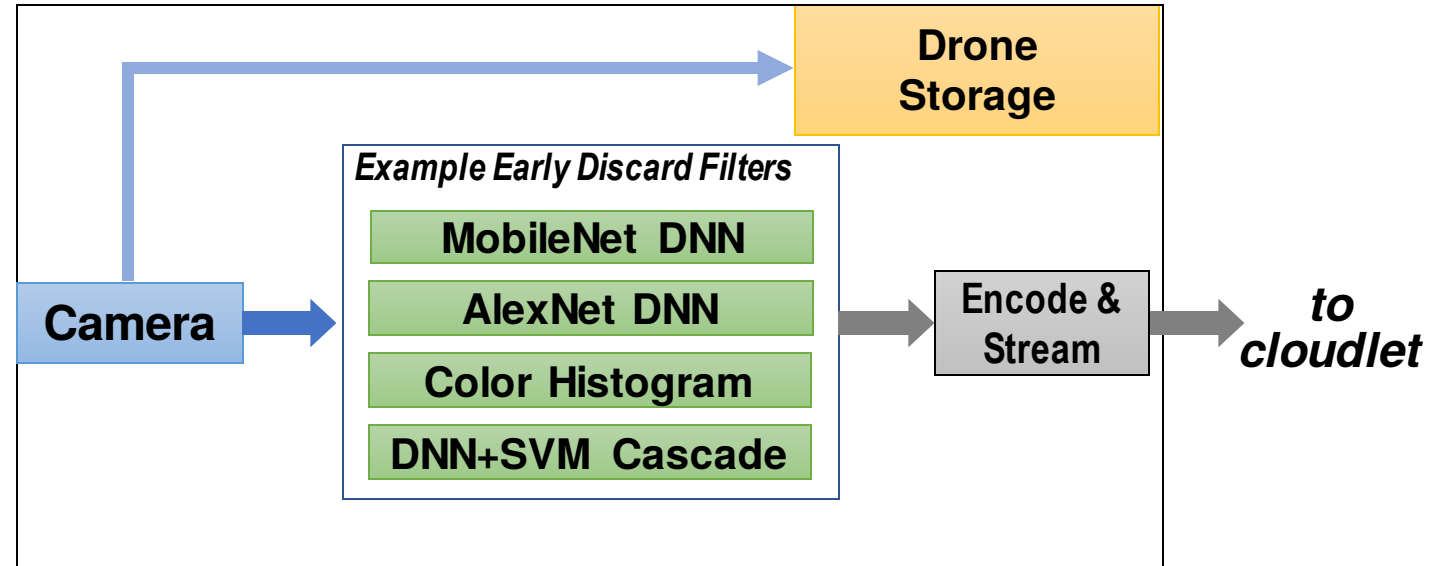 Drone
Storage
Example Early Discard Filters
MobileNet DNN
AlexNet DNN
Color Histogram
DNN+SVM Cascade
Camera
Encode &
Stream
to
cloudlet